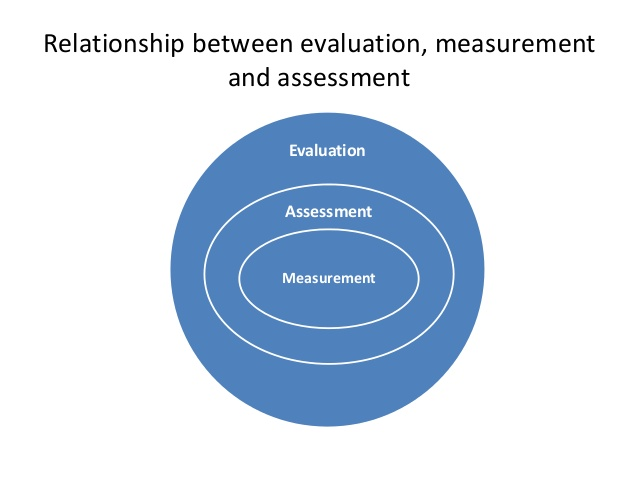 Relationship between evaluation, measurement
and assessment
Evaluation
Assessment
Measurement